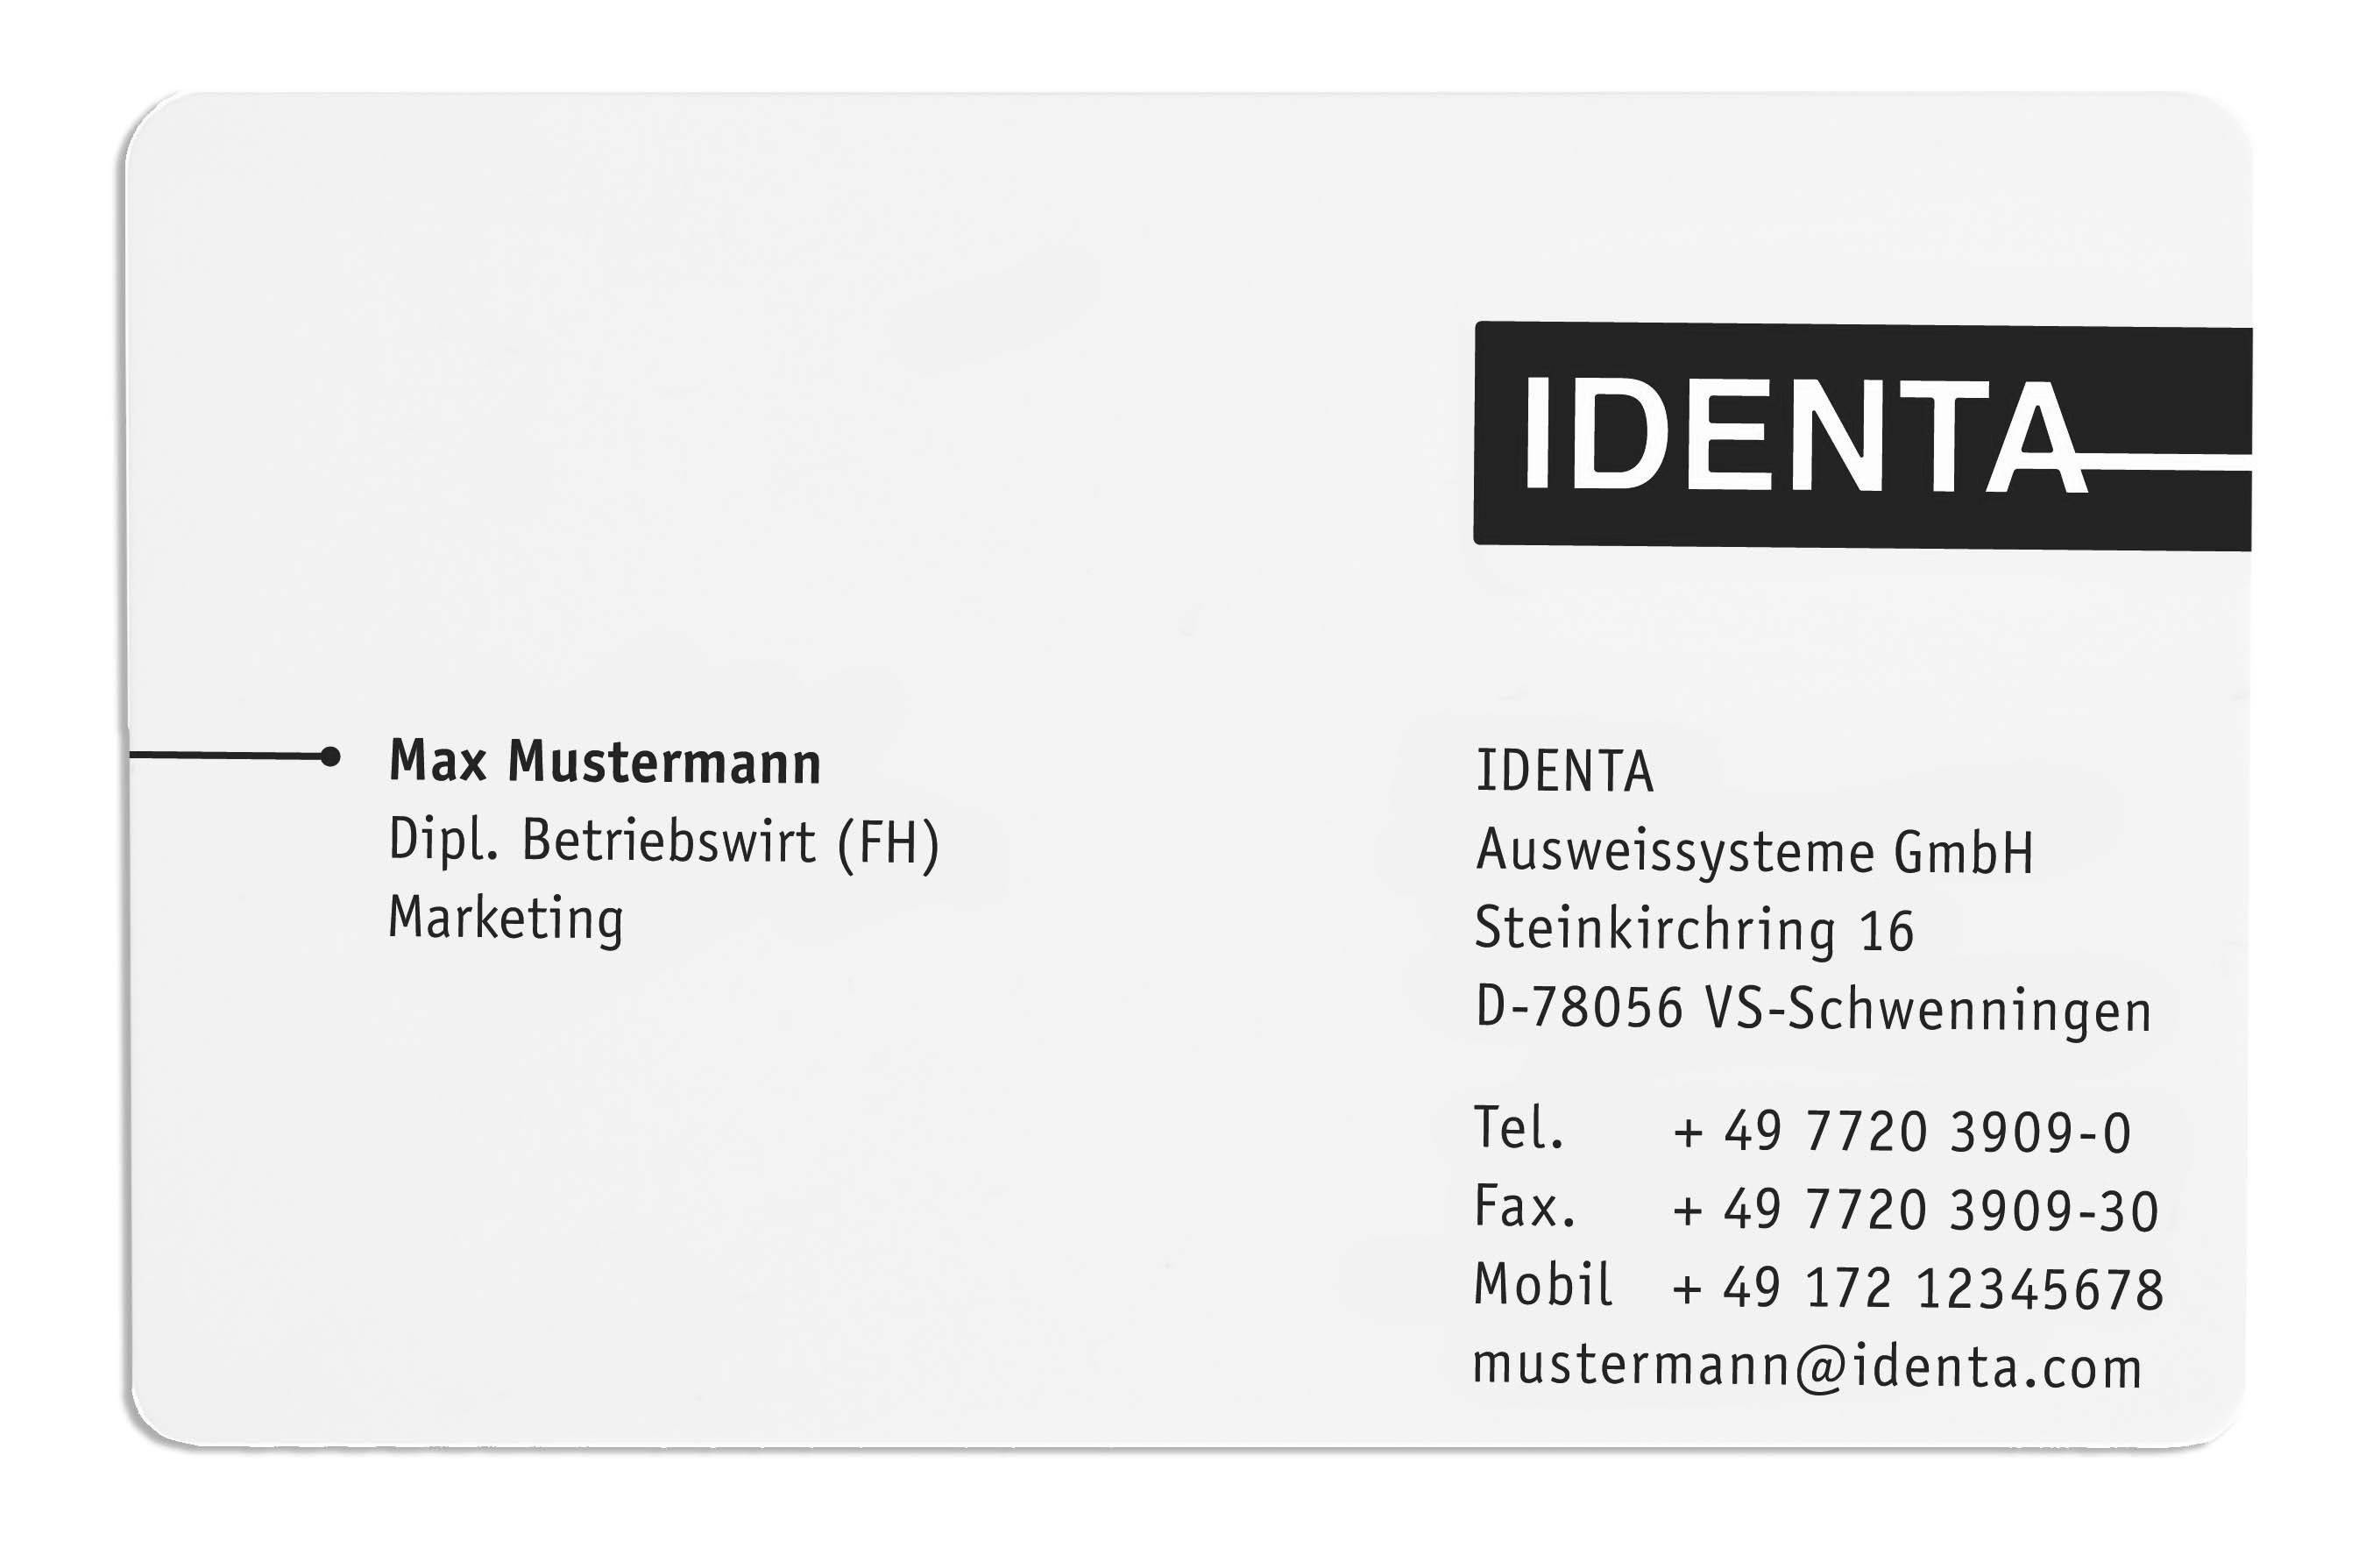 IDENTA
Max Mustermann
Dipl. Betriebswirt (FH)
Marketing
IDENTA
Ausweissysteme GmbH
Steinkirchring 16
D-78056 VS-Schwenningen
Tel. + 49 7720 3909-0
Fax. + 49 7720 3909-30
Mobil + 49 172 12345678
mustermann@identa.com